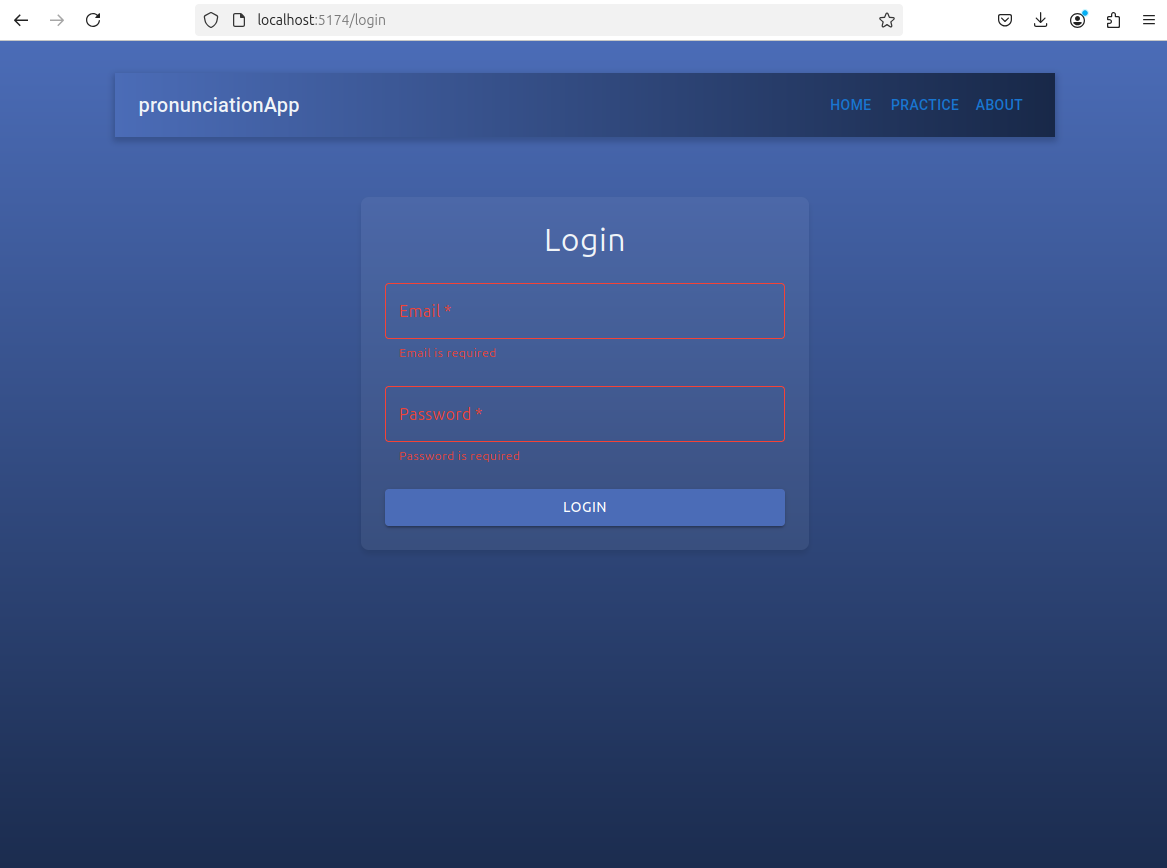 localhost:5174/login
pronunciationApp HOME PRACTICE ABOUT
Login
Email *
Email is required
Password *
Password is required
LOGIN